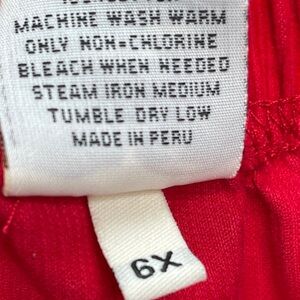 MACHINE WASH WARM
ONLY NON-CHLORINE
BLEACH WHEN NEEDED
STEAM IRON MEDIUM
TUMBLE DRY LOW
MADE IN PERU
6X